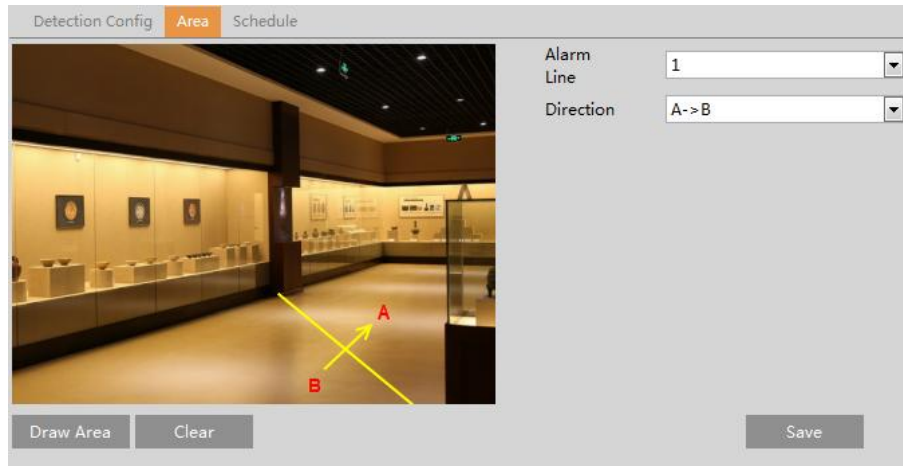 Detection Config Area Schedule
Alarm
Line
1
Direction
A->B
A
B
Draw Area Clear
Save